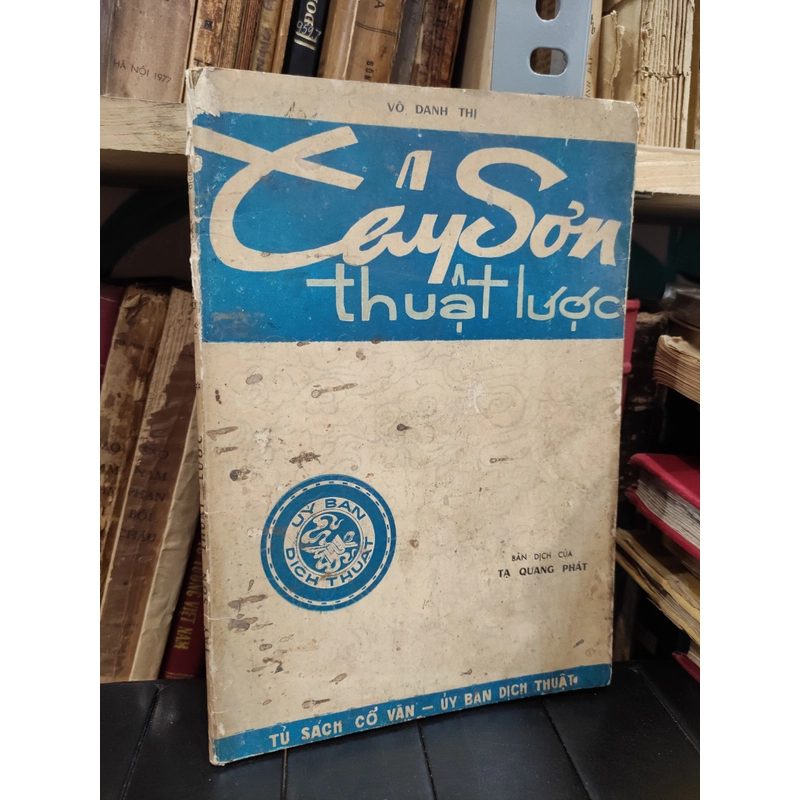 HÀ NỘI 1977
VÔ DANH THỊ
Tây Sơn
thuật lược
ỦY BAN
DỊCH THUẬT
BẢN DỊCH CỦA
TẠ QUANG PHÁT
TỦ SÁCH CỔ VĂN — ỦY BAN DỊCH THUẬT